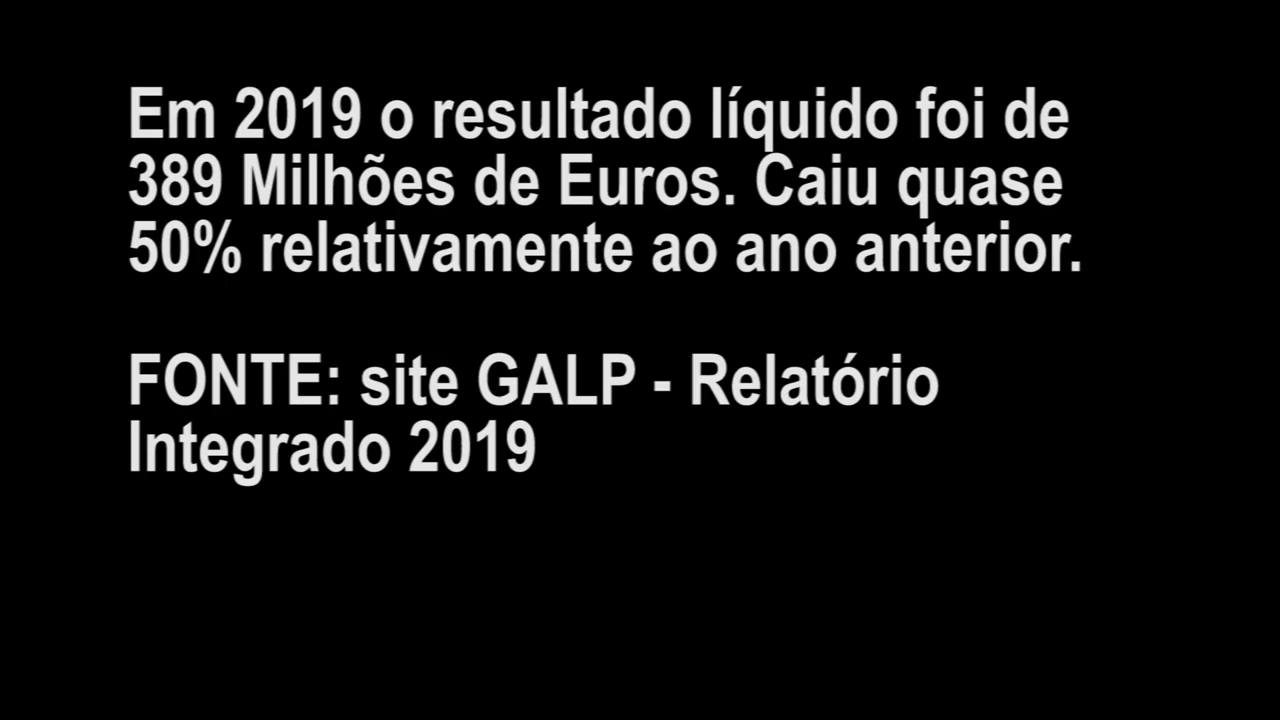 Em 2019 o resultado líquido foi de
389 Milhões de Euros. Caiu quase
50% relativamente ao ano anterior.
FONTE: site GALP - Relatório
Integrado 2019